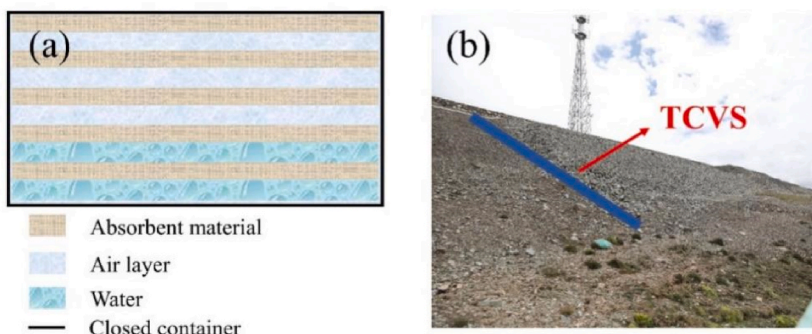 (a)
Absorbent material
Air layer
Water
Closed container
(b)
TCVS